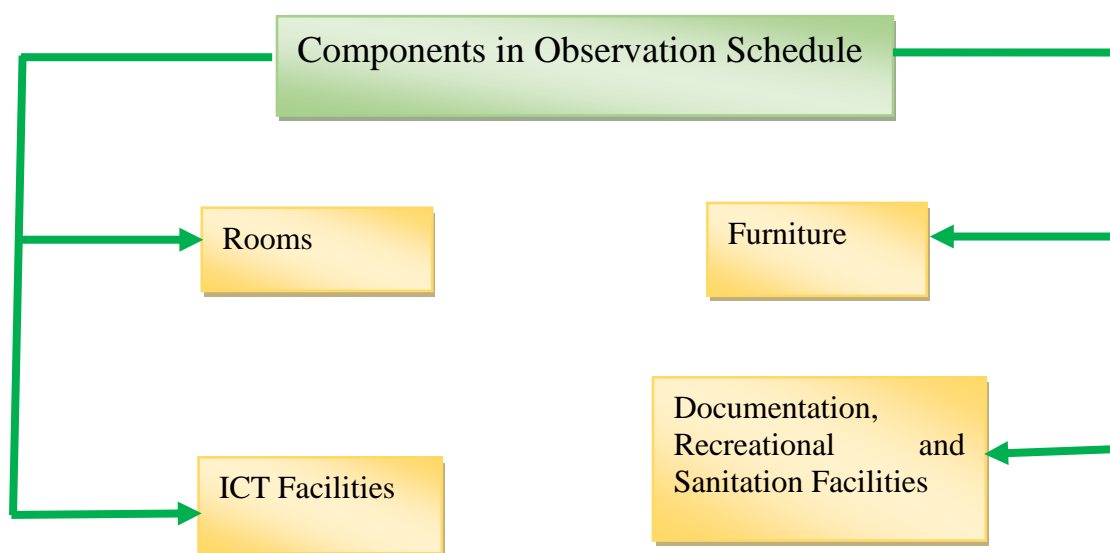 Components in Observation Schedule
Rooms
Furniture
Documentation,
Recreational and
Sanitation Facilities
ICT Facilities